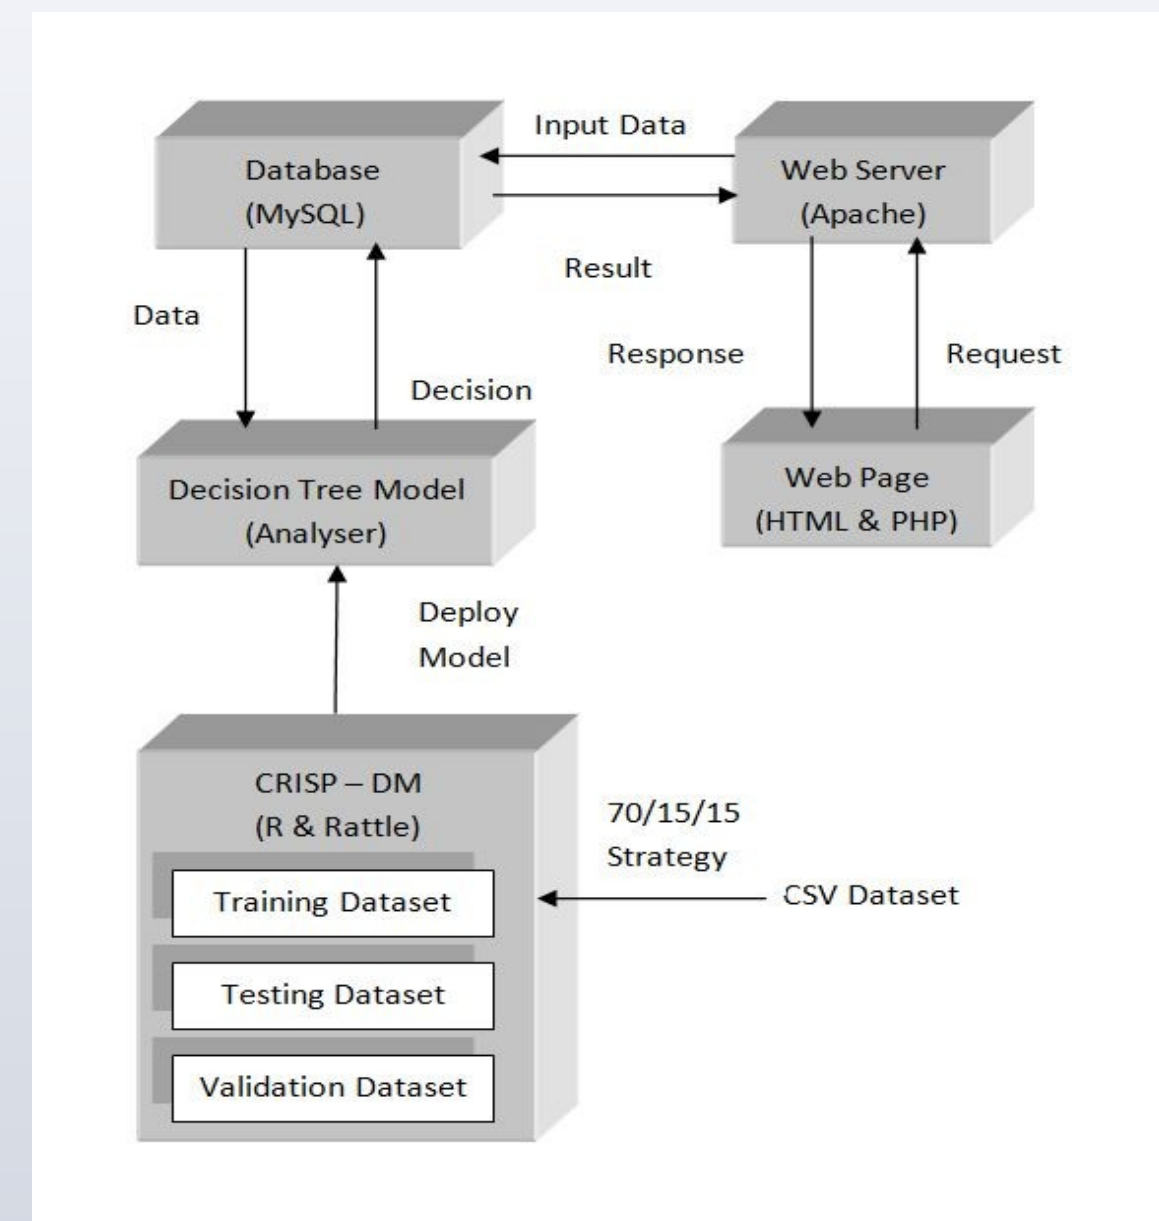 Input Data
Database
(MySQL)
Web Server
(Apache)
Result
Data
Response
Request
Decision
Decision Tree Model
(Analyser)
Web Page
(HTML & PHP)
Deploy
Model
CRISP – DM
(R & Rattle)
70/15/15
Strategy
CSV Dataset
Training Dataset
Testing Dataset
Validation Dataset